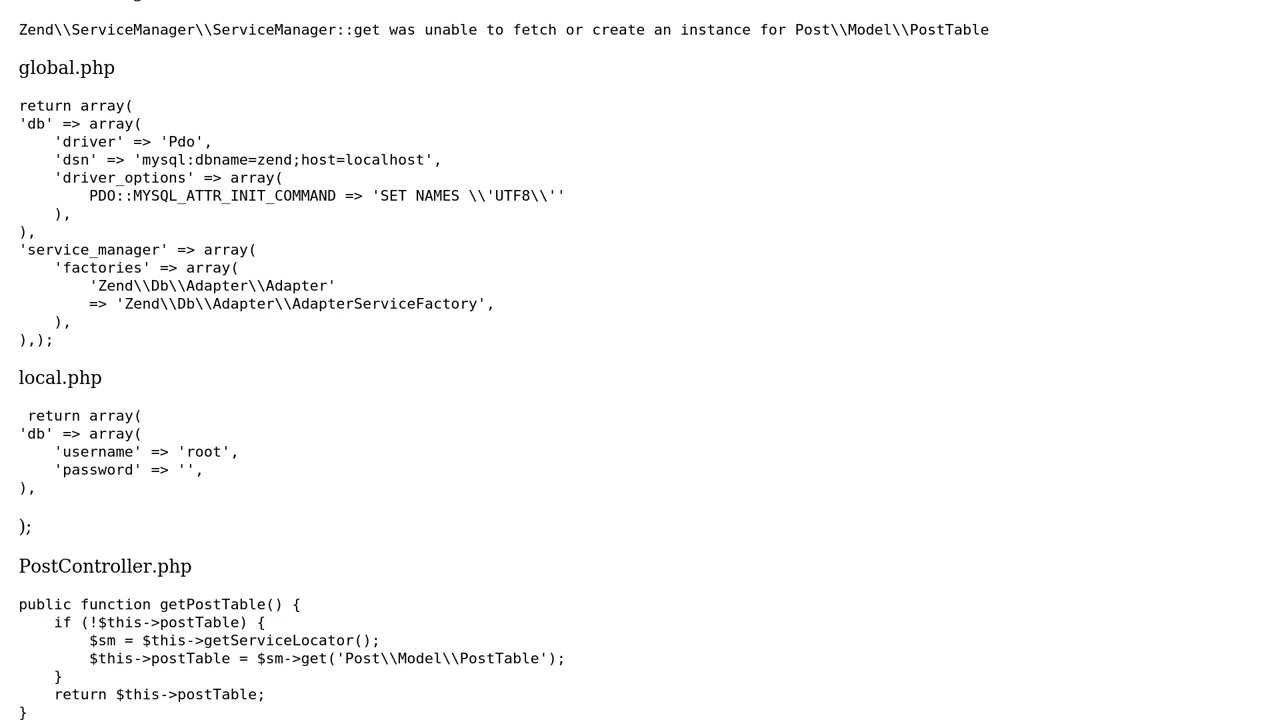 Zend\\ServiceManager\\ServiceManager::get was unable to fetch or create an instance for Post\\Model\\PostTable
global.php
return array(
'db' => array(
    'driver' => 'Pdo',
    'dsn' => 'mysql:dbname=zend;host=localhost',
    'driver_options' => array(
        PDO::MYSQL_ATTR_INIT_COMMAND => 'SET NAMES \\'UTF8\\''
    ),
),
'service_manager' => array(
    'factories' => array(
        'Zend\\Db\\Adapter\\Adapter'
        => 'Zend\\Db\\Adapter\\AdapterServiceFactory',
    ),
),);
local.php
 return array(
'db' => array(
    'username' => 'root',
    'password' => '',
),
);
PostController.php
public function getPostTable() {
    if (!$this->postTable) {
        $sm = $this->getServiceLocator();
        $this->postTable = $sm->get('Post\\Model\\PostTable');
    }
    return $this->postTable;
}